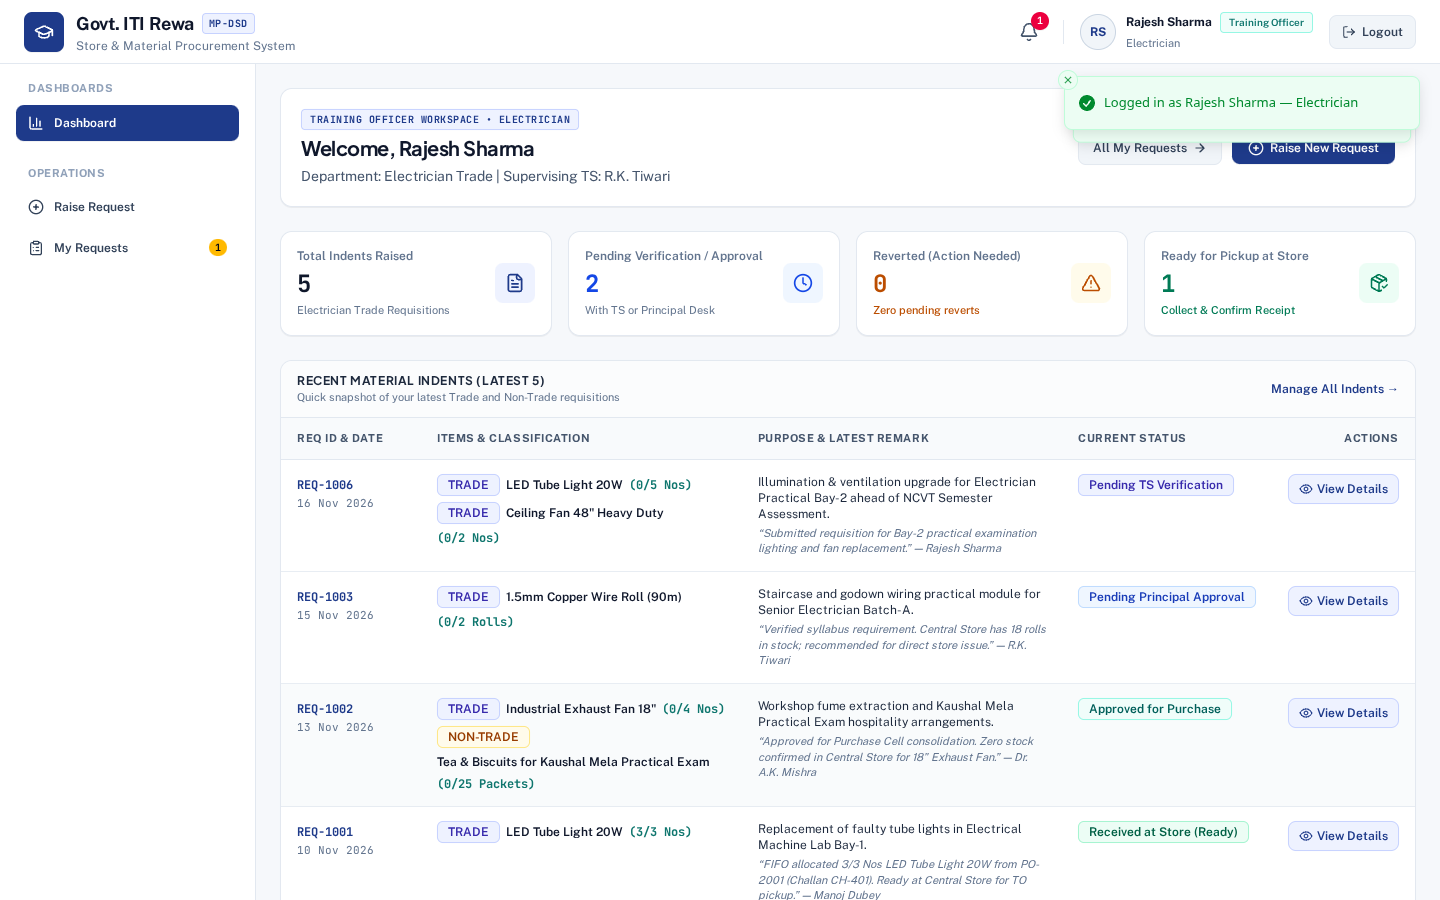 Govt. ITI Rewa MP-DSD
Store & Material Procurement System
1
RS
Rajesh Sharma Training Officer
Electrician
Logout
DASHBOARDS
Dashboard
OPERATIONS
Raise Request
My Requests 1
Logged in as Rajesh Sharma — Electrician
TRAINING OFFICER WORKSPACE • ELECTRICIAN
Welcome, Rajesh Sharma
Department: Electrician Trade | Supervising TS: R.K. Tiwari
All My Requests →
Raise New Request
Total Indents Raised
5
Electrician Trade Requisitions
Pending Verification / Approval
2
With TS or Principal Desk
Reverted (Action Needed)
0
Zero pending reverts
Ready for Pickup at Store
1
Collect & Confirm Receipt
RECENT MATERIAL INDENTS (LATEST 5)
Quick snapshot of your latest Trade and Non-Trade requisitions
Manage All Indents →
REQ ID & DATE ITEMS & CLASSIFICATION PURPOSE & LATEST REMARK CURRENT STATUS ACTIONS
REQ-1006
16 Nov 2026
TRADE LED Tube Light 20W (0/5 Nos)
TRADE Ceiling Fan 48" Heavy Duty
(0/2 Nos)
Illumination & ventilation upgrade for Electrician
Practical Bay-2 ahead of NCVT Semester
Assessment.
“Submitted requisition for Bay-2 practical examination
lighting and fan replacement.” — Rajesh Sharma
Pending TS Verification
View Details
REQ-1003
15 Nov 2026
TRADE 1.5mm Copper Wire Roll (90m)
(0/2 Rolls)
Staircase and godown wiring practical module for
Senior Electrician Batch-A.
“Verified syllabus requirement. Central Store has 18 rolls
in stock; recommended for direct store issue.” — R.K.
Tiwari
Pending Principal Approval
View Details
REQ-1002
13 Nov 2026
TRADE Industrial Exhaust Fan 18" (0/4 Nos)
NON-TRADE
Tea & Biscuits for Kaushal Mela Practical Exam
(0/25 Packets)
Workshop fume extraction and Kaushal Mela
Practical Exam hospitality arrangements.
“Approved for Purchase Cell consolidation. Zero stock
confirmed in Central Store for 18" Exhaust Fan.” — Dr.
A.K. Mishra
Approved for Purchase
View Details
REQ-1001
10 Nov 2026
TRADE LED Tube Light 20W (3/3 Nos)
Replacement of faulty tube lights in Electrical
Machine Lab Bay-1.
“FIFO allocated 3/3 Nos LED Tube Light 20W from PO-
2001 (Challan CH-401). Ready at Central Store for TO
pickup.” — Manoj Dubey
Received at Store (Ready)
View Details